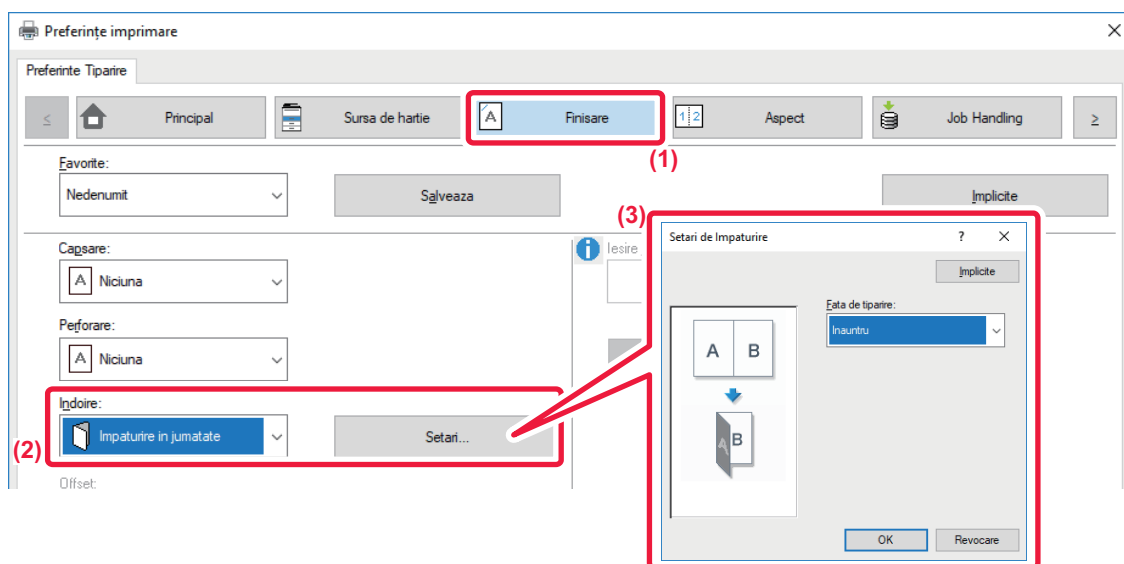 Preferințe imprimare
Preferinte Tiparire
< Principal Sursa de hartie A Finisare 1 2 Aspect Job Handling >
(1)
Favorite:
Nedenumit Salveaza Implicite
(3)
Capsare:
A Niciuna
Iesire
Perforare:
A Niciuna
Indoire:
Impaturire in jumatate Setari...
(2)
Offset:
Setari de Impaturire ?
Implicite
Fata de tiparire:
Inauntru
A B
A B
OK Revocare